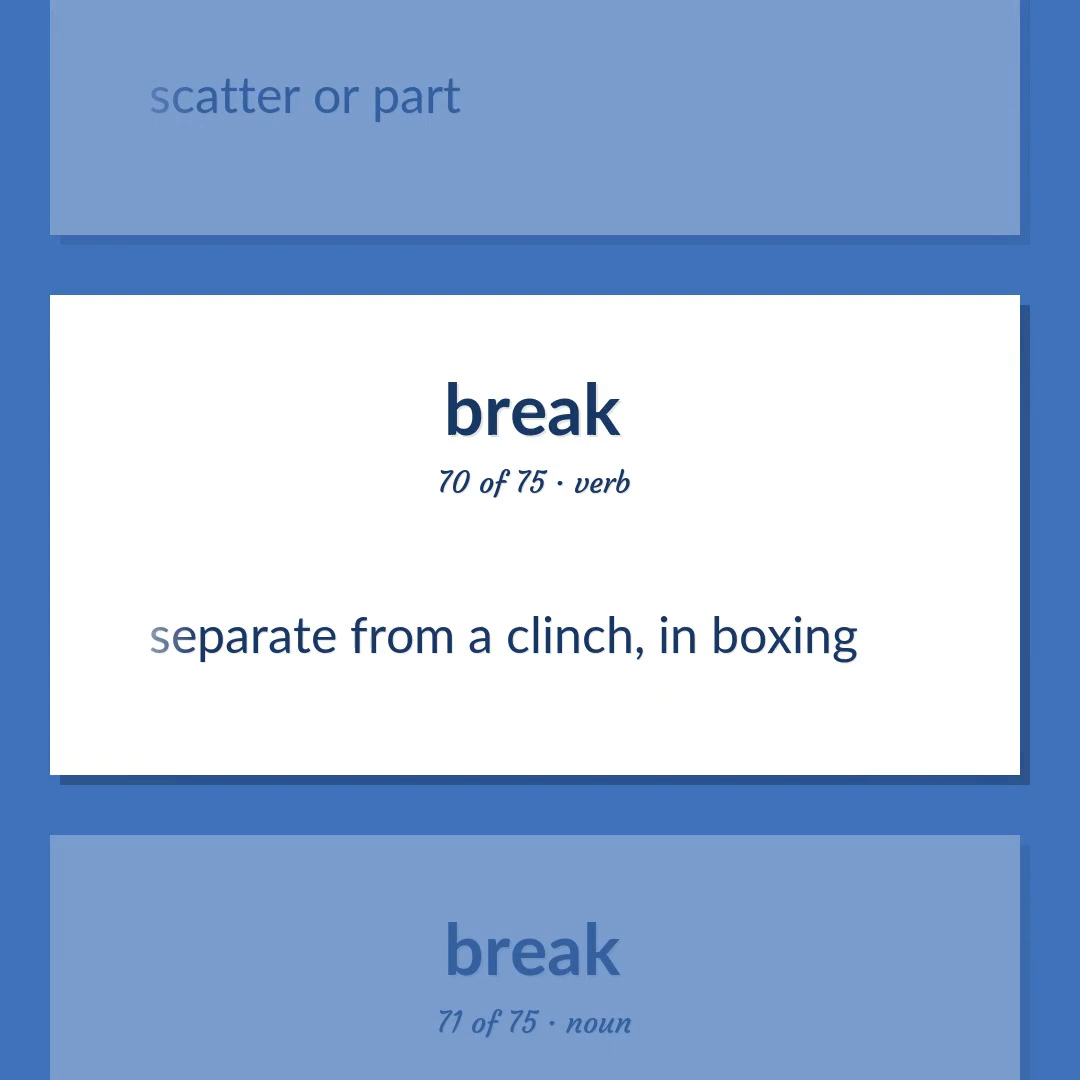 scatter or part
break
70 of 75 · verb
separate from a clinch, in boxing
break
71 of 75 · noun